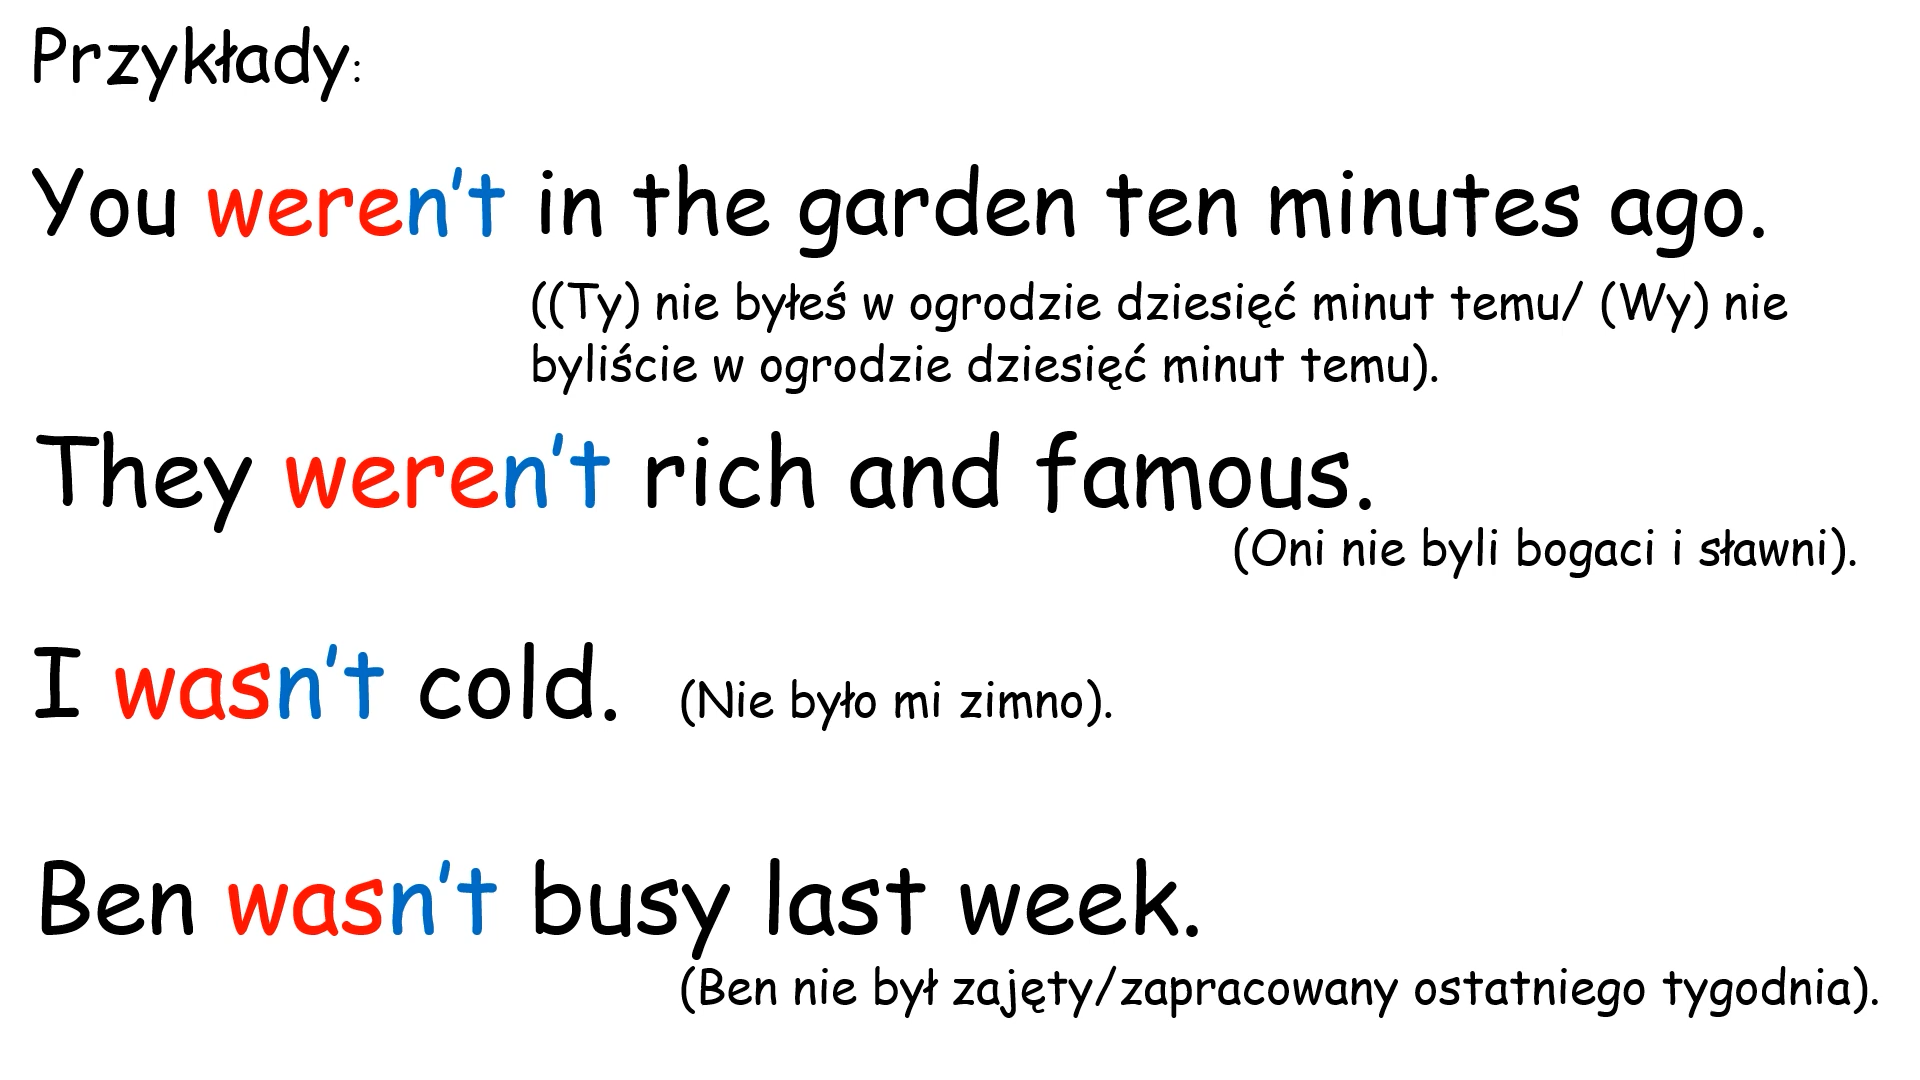 Przykłady:
You weren't in the garden ten minutes ago.
((Ty) nie byłeś w ogrodzie dziesięć minut temu/ (Wy) nie
byliście w ogrodzie dziesięć minut temu).
They weren't rich and famous.
(Oni nie byli bogaci i sławni).
I wasn't cold. (Nie było mi zimno).
Ben wasn't busy last week.
(Ben nie był zajęty/zapracowany ostatniego tygodnia).